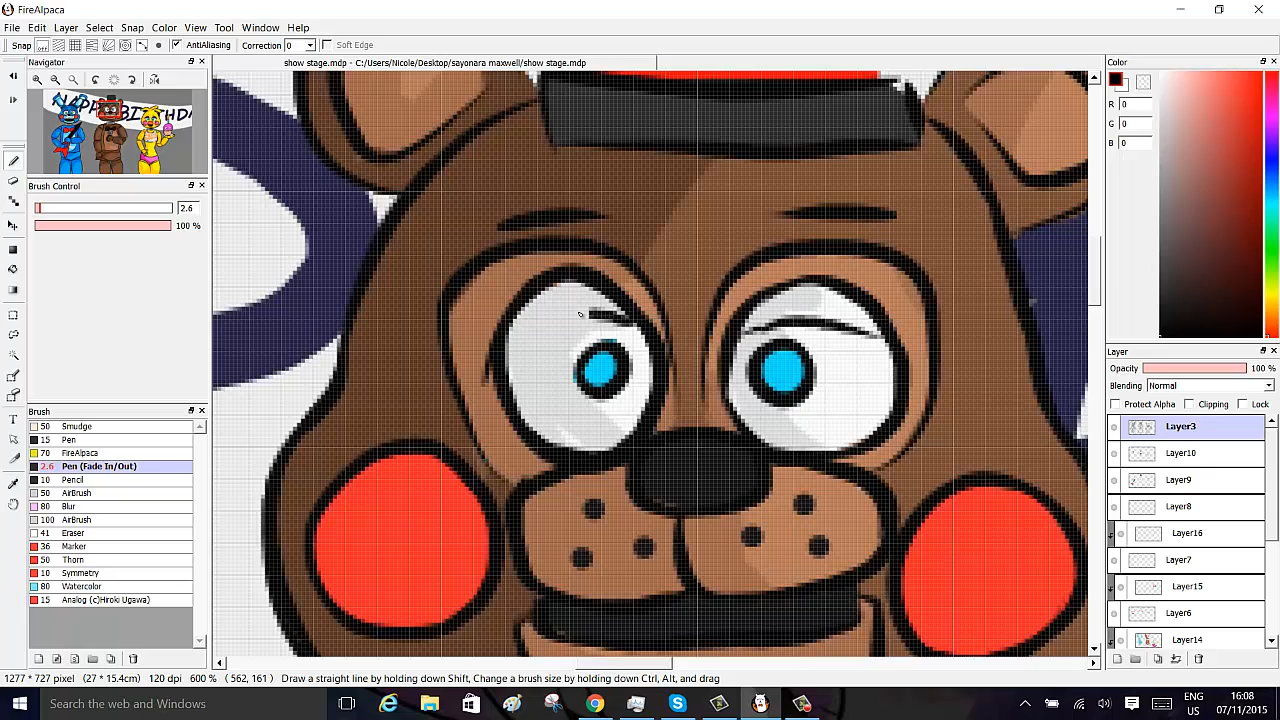 FireAlpaca
File Edit Layer Select Snap Color View Tool Window Help
Snap AntiAliasing Correction 0 Soft Edge
Navigator
show stage.mdp - C:/Users/Nicole/Desktop/sayonara maxwell/show stage.mdp
HAPPY BIRTHDA
Brush Control
2.6
100 %
Brush
50 Smudge
15 Pen
70 FireAlpaca
2.6 Pen (Fade In/Out)
10 Pencil
50 AirBrush
80 Blur
100 AirBrush
43 Eraser
36 Marker
50 Thorn
10 Symmetry
50 Watercolor
15 Analog (c)Hiroki Ugawa)
Color
R 0
G 0
B 0
Layer
Opacity 100 %
Blending Normal
Protect Alpha Clipping Lock
Layer3
Layer10
Layer9
Layer8
Layer16
Layer7
Layer15
Layer6
Layer14
1277 * 727 pixel (27 * 15.4cm) 120 dpi 600 % (562, 161) Draw a straight line by holding down Shift, Change a brush size by holding down Ctrl, Alt, and drag
Search the web and Windows
ENG
US
16:08
07/11/2015